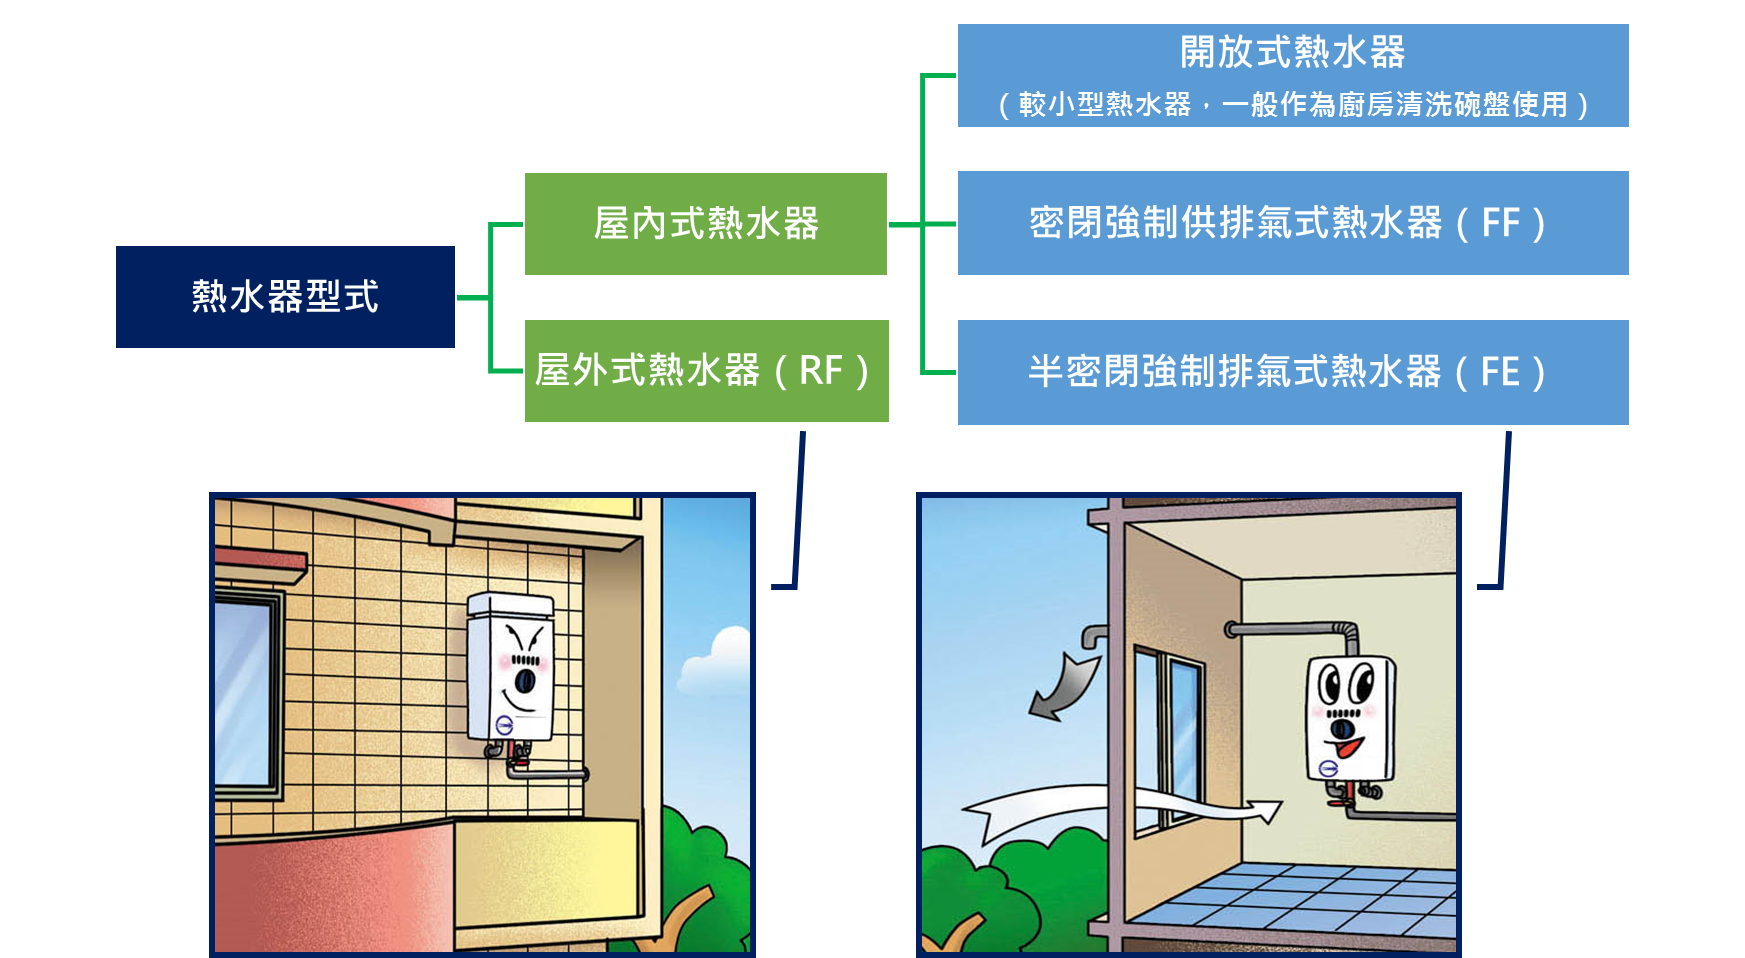 熱水器型式
屋內式熱水器
屋外式熱水器（RF）
開放式熱水器
（較小型熱水器，一般作為廚房清洗碗盤使用）
密閉強制供排氣式熱水器（FF）
半密閉強制排氣式熱水器（FE）